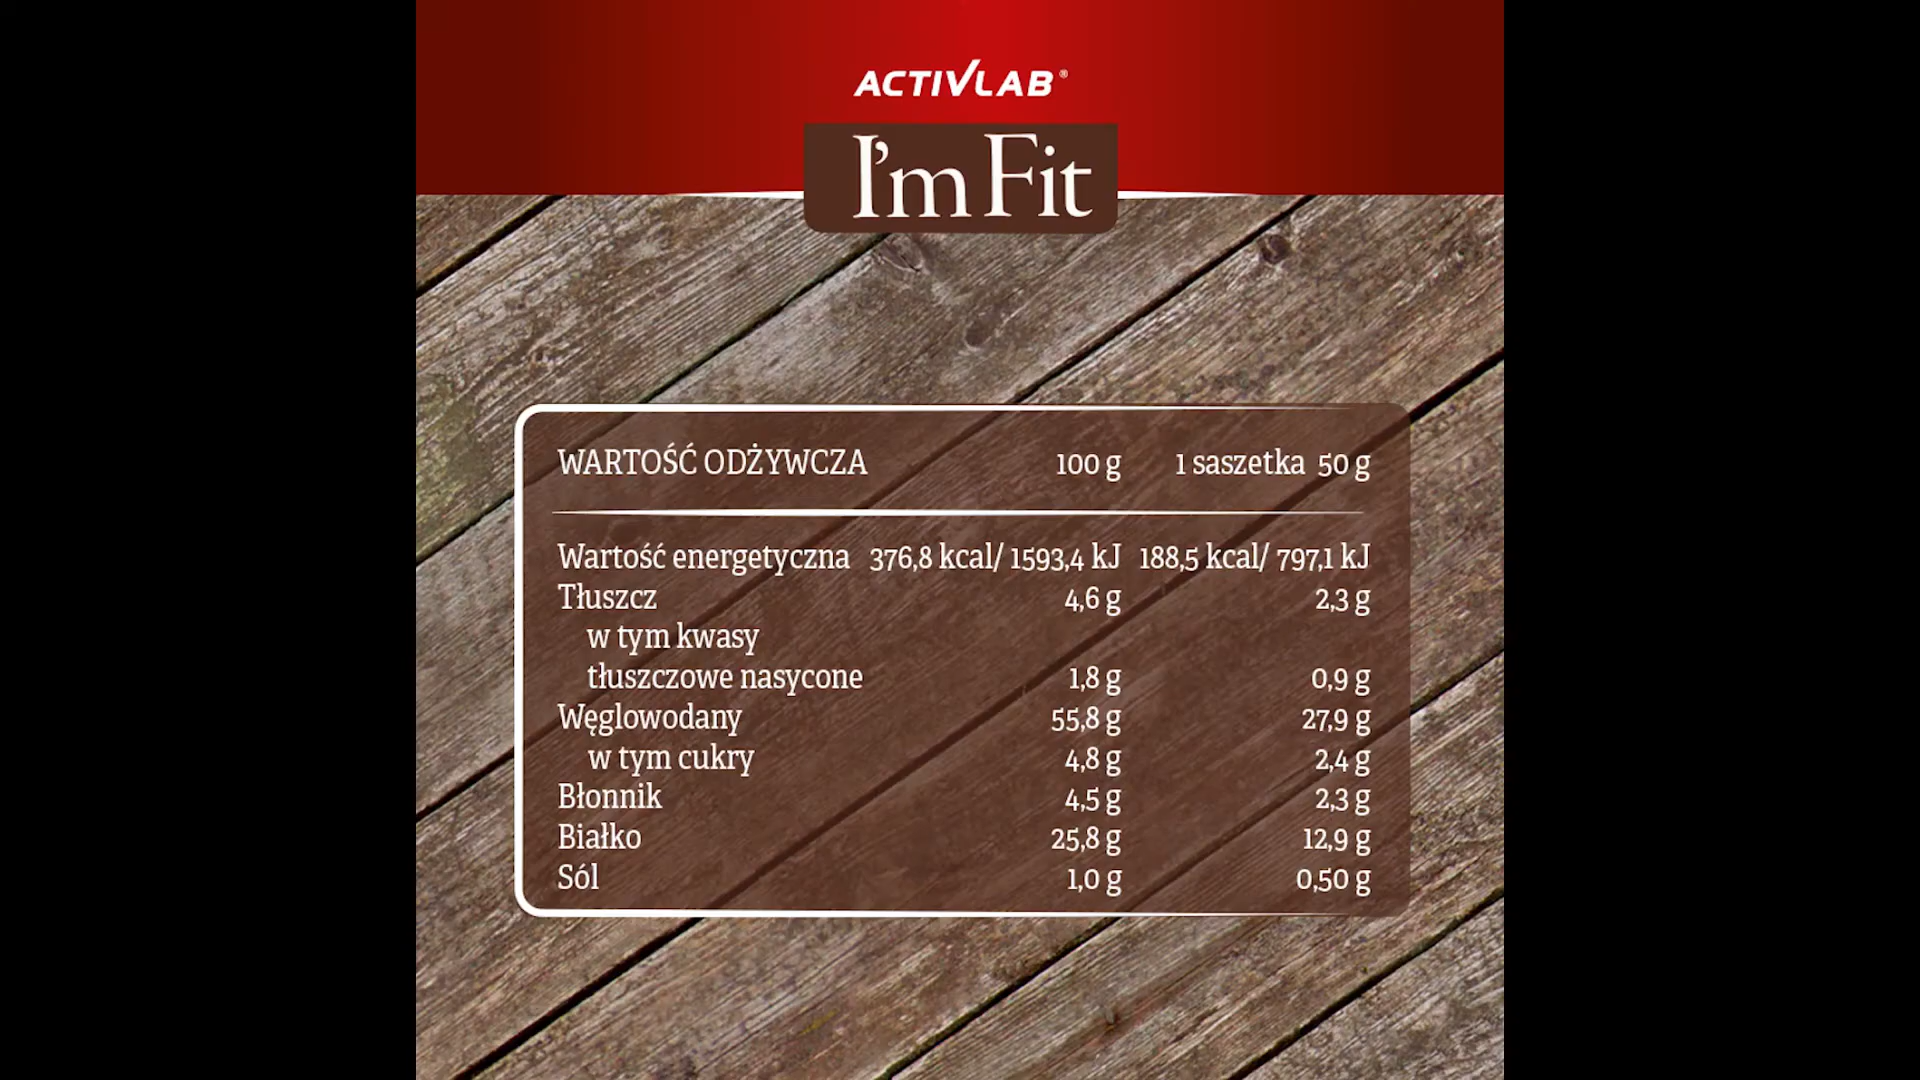 ACTIVLAB®
I'm Fit
WARTOŚĆ ODŻYWCZA 100 g 1 saszetka 50 g
Wartość energetyczna 376,8 kcal/ 1593,4 kJ 188,5 kcal/ 797,1 kJ
Tłuszcz 4,6 g 2,3 g
w tym kwasy
tłuszczowe nasycone 1,8 g 0,9 g
Węglowodany 55,8 g 27,9 g
w tym cukry 4,8 g 2,4 g
Błonnik 4,5 g 2,3 g
Białko 25,8 g 12,9 g
Sól 1,0 g 0,50 g